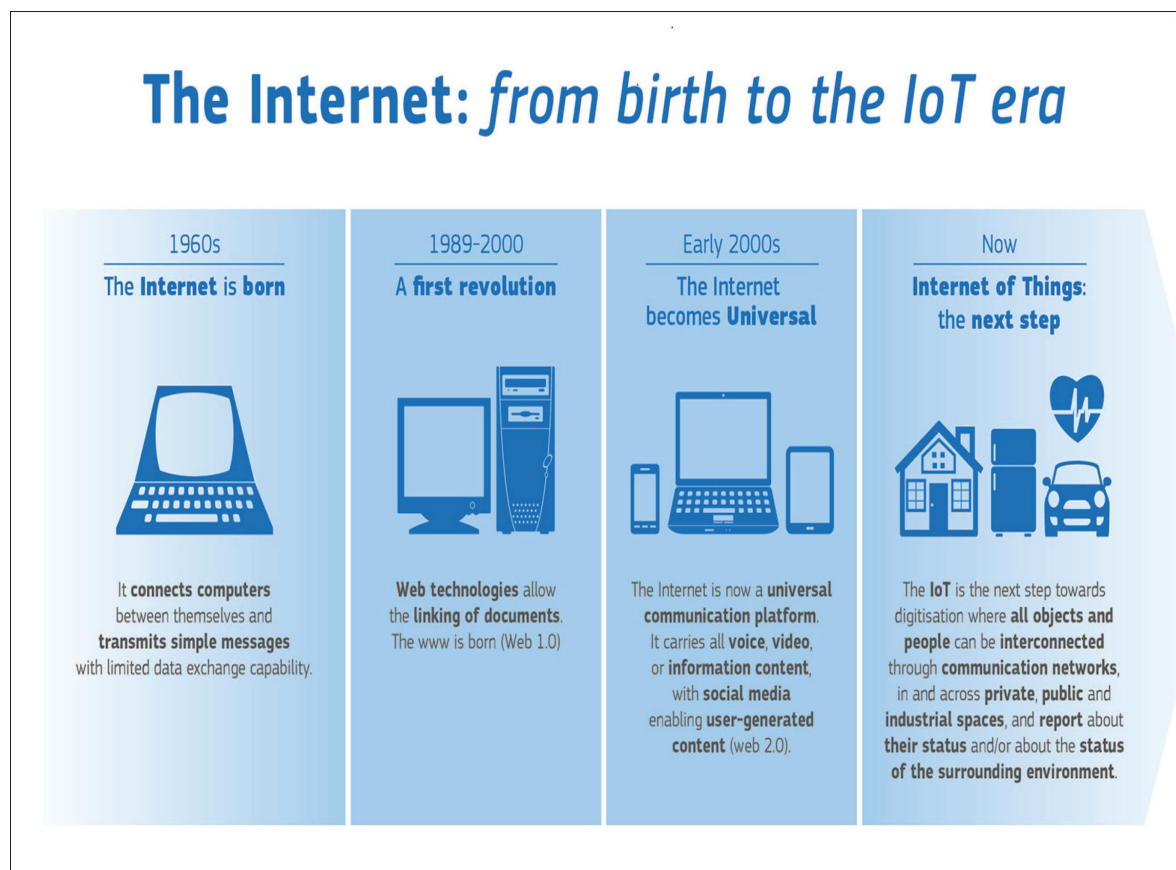 The Internet: from birth to the IoT era
1960s
The Internet is born
It connects computers
between themselves and
transmits simple messages
with limited data exchange capability.
1989-2000
A first revolution
Web technologies allow
the linking of documents.
The www is born (Web 1.0)
Early 2000s
The Internet
becomes Universal
The Internet is now a universal
communication platform.
It carries all voice, video,
or information content,
with social media
enabling user-generated
content (web 2.0).
Now
Internet of Things:
the next step
The IoT is the next step towards
digitisation where all objects and
people can be interconnected
through communication networks,
in and across private, public and
industrial spaces, and report about
their status and/or about the status
of the surrounding environment.